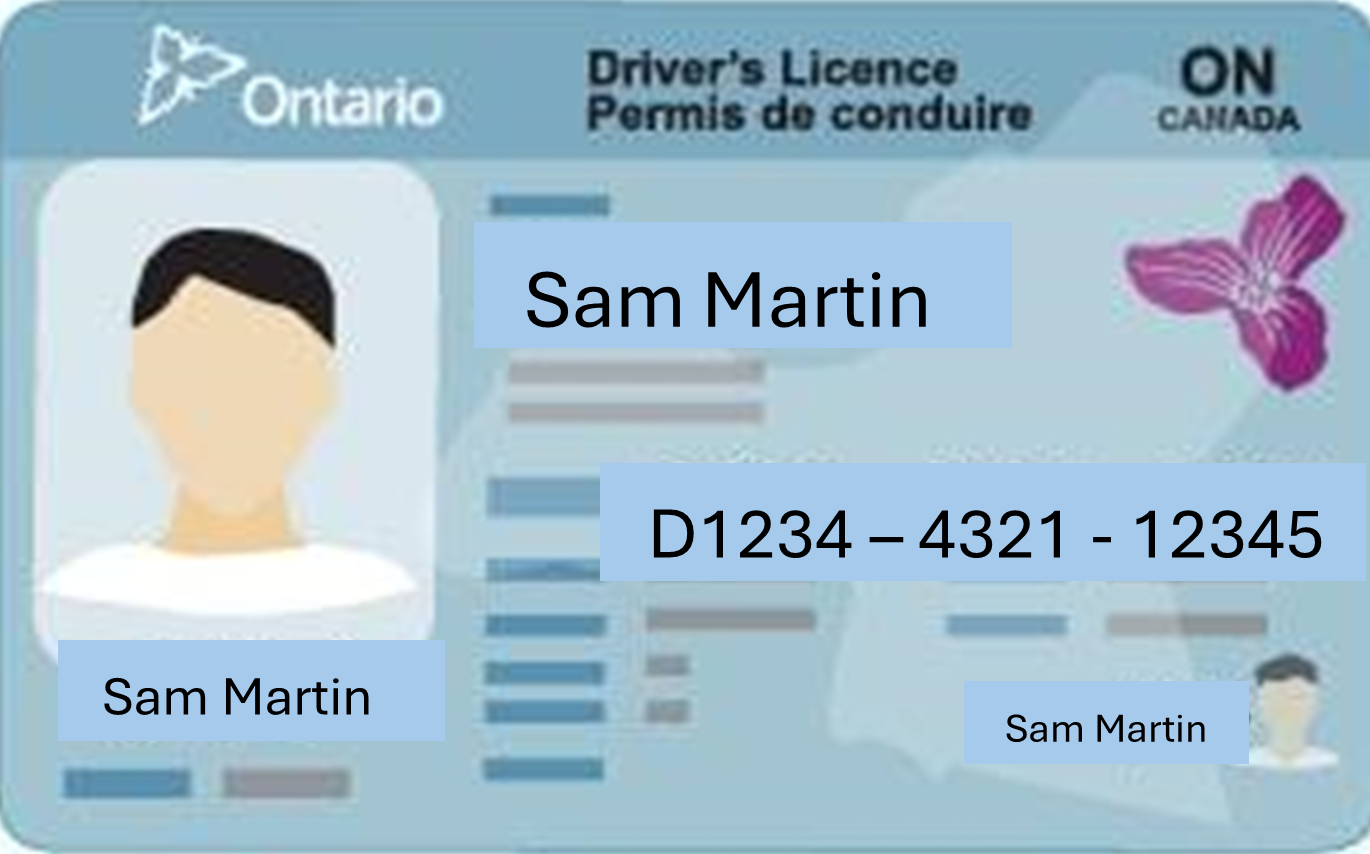 Ontario
Driver's Licence
Permis de conduire
ON
CANADA
Sam Martin
D1234 – 4321 - 12345
Sam Martin
Sam Martin